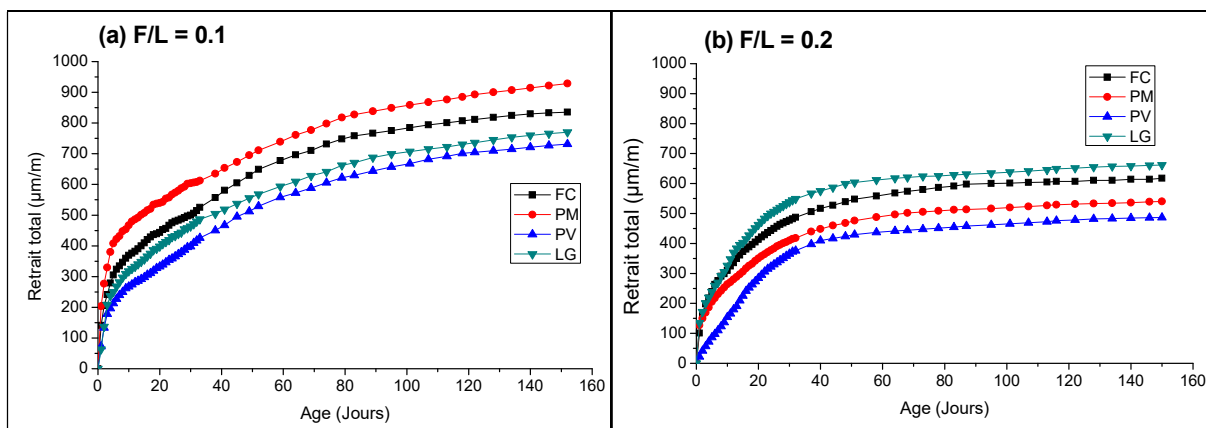 (a) F/L = 0.1
Retrait total (µm/m)
1000
900
800
700
600
500
400
300
200
100
0
0 20 40 60 80 100 120 140 160
Age (Jours)
FC
PM
PV
LG
(b) F/L = 0.2
Retrait total (µm/m)
1000
900
800
700
600
500
400
300
200
100
0
0 20 40 60 80 100 120 140 160
Age (Jours)
FC
PM
PV
LG